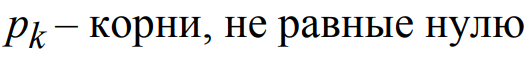 pₖ – корни, не равные нулю